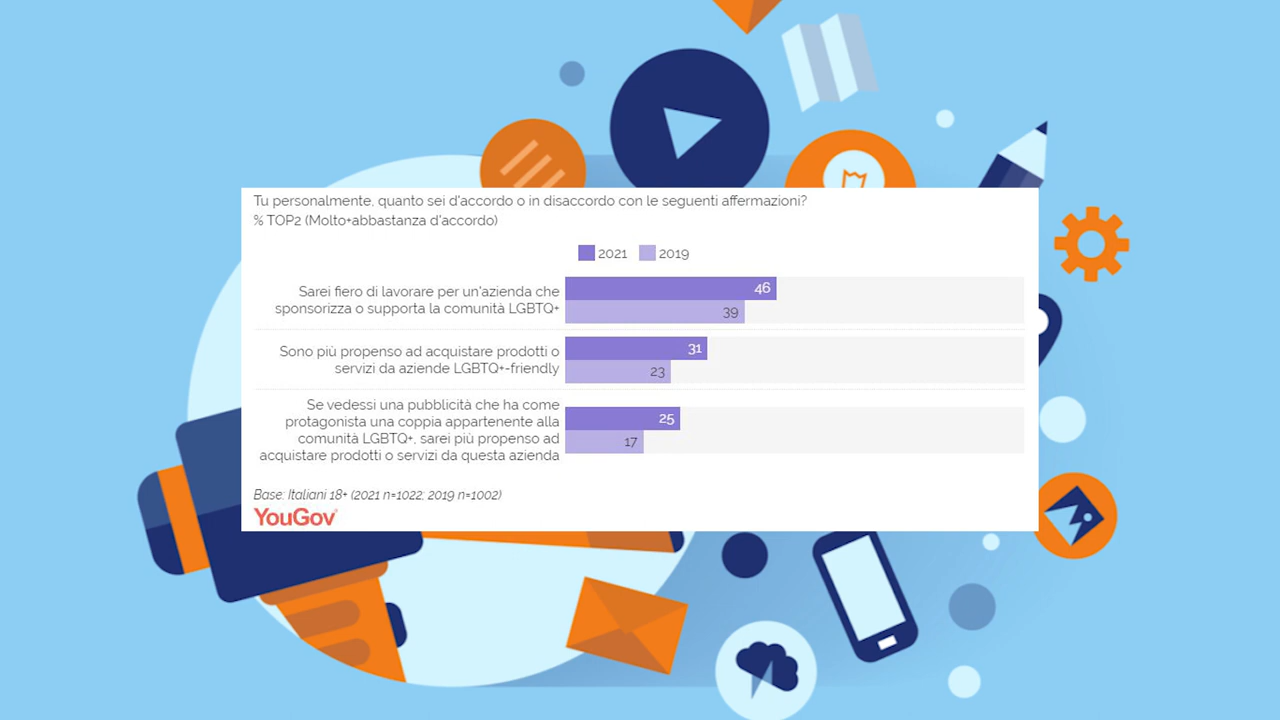 Tu personalmente, quanto sei d'accordo o in disaccordo con le seguenti affermazioni?
% TOP2 (Molto+abbastanza d'accordo)
2021 2019
Sarei fiero di lavorare per un'azienda che
sponsorizza o supporta la comunità LGBTQ+
46
39
Sono più propenso ad acquistare prodotti o
servizi da aziende LGBTQ+-friendly
31
23
Se vedessi una pubblicità che ha come
protagonista una coppia appartenente alla
comunità LGBTQ+, sarei più propenso ad
acquistare prodotti o servizi da questa azienda
25
17
Base: Italiani 18+ (2021 n=1022; 2019 n=1002)
YouGov